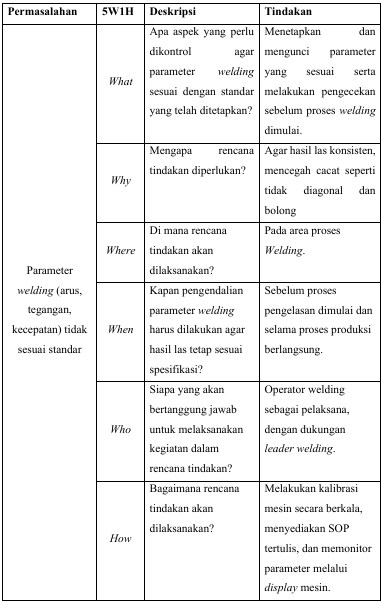 Permasalahan 5W1H Deskripsi Tindakan
Parameter
welding (arus,
tegangan,
kecepatan) tidak
sesuai standar
What
Apa aspek yang perlu
dikontrol agar
parameter welding
sesuai dengan standar
yang telah ditetapkan?
Menetapkan dan
mengunci parameter
yang sesuai serta
melakukan pengecekan
sebelum proses welding
dimulai.
Why
Mengapa rencana
tindakan diperlukan?
Agar hasil las konsisten,
mencegah cacat seperti
tidak diagonal dan
bolong
Where
Di mana rencana
tindakan akan
dilaksanakan?
Pada area proses
Welding.
When
Kapan pengendalian
parameter welding
harus dilakukan agar
hasil las tetap sesuai
spesifikasi?
Sebelum proses
pengelasan dimulai dan
selama proses produksi
berlangsung.
Who
Siapa yang akan
bertanggung jawab
untuk melaksanakan
kegiatan dalam
rencana tindakan?
Operator welding
sebagai pelaksana,
dengan dukungan
leader welding.
How
Bagaimana rencana
tindakan akan
dilaksanakan?
Melakukan kalibrasi
mesin secara berkala,
menyediakan SOP
tertulis, dan memonitor
parameter melalui
display mesin.